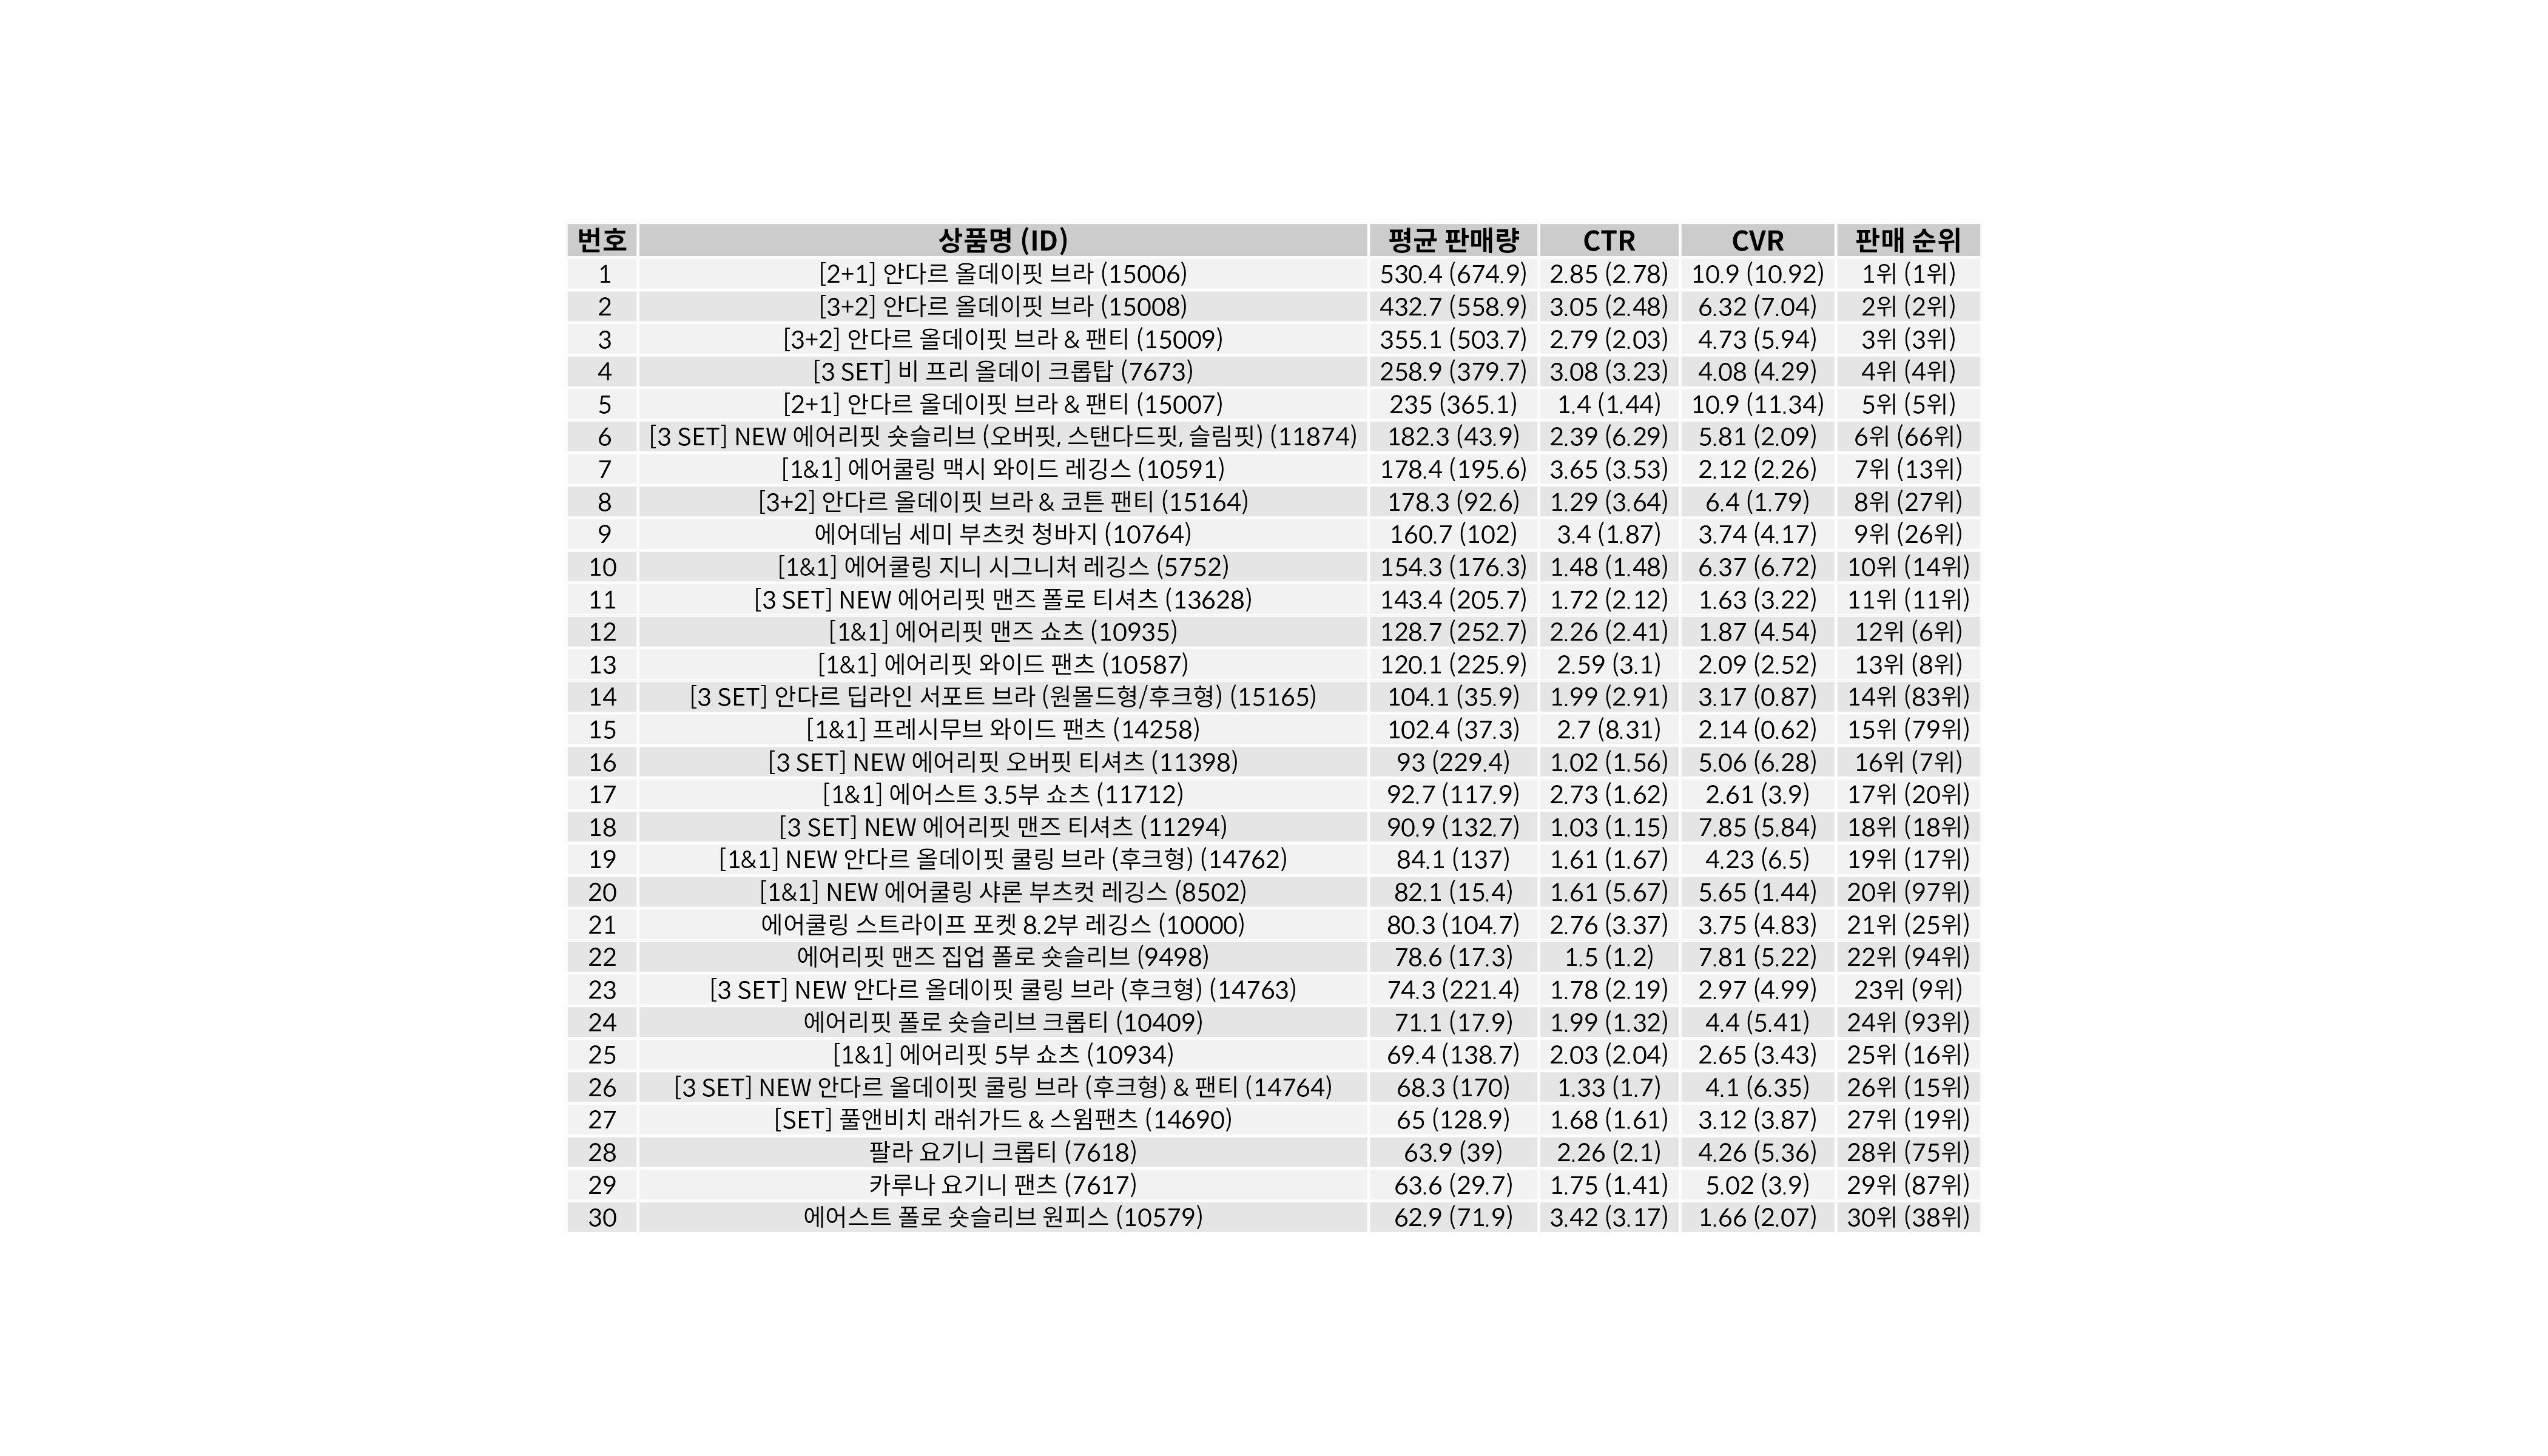 번호 상품명 (ID) 평균 판매량 CTR CVR 판매 순위
1 [2+1] 안다르 올데이핏 브라 (15006) 530.4 (674.9) 2.85 (2.78) 10.9 (10.92) 1위 (1위)
2 [3+2] 안다르 올데이핏 브라 (15008) 432.7 (558.9) 3.05 (2.48) 6.32 (7.04) 2위 (2위)
3 [3+2] 안다르 올데이핏 브라 & 팬티 (15009) 355.1 (503.7) 2.79 (2.03) 4.73 (5.94) 3위 (3위)
4 [3 SET] 비 프리 올데이 크롭탑 (7673) 258.9 (379.7) 3.08 (3.23) 4.08 (4.29) 4위 (4위)
5 [2+1] 안다르 올데이핏 브라 & 팬티 (15007) 235 (365.1) 1.4 (1.44) 10.9 (11.34) 5위 (5위)
6 [3 SET] NEW 에어리핏 숏슬리브 (오버핏, 스탠다드핏, 슬림핏) (11874) 182.3 (43.9) 2.39 (6.29) 5.81 (2.09) 6위 (66위)
7 [1&1] 에어쿨링 맥시 와이드 레깅스 (10591) 178.4 (195.6) 3.65 (3.53) 2.12 (2.26) 7위 (13위)
8 [3+2] 안다르 올데이핏 브라 & 코튼 팬티 (15164) 178.3 (92.6) 1.29 (3.64) 6.4 (1.79) 8위 (27위)
9 에어데님 세미 부츠컷 청바지 (10764) 160.7 (102) 3.4 (1.87) 3.74 (4.17) 9위 (26위)
10 [1&1] 에어쿨링 지니 시그니처 레깅스 (5752) 154.3 (176.3) 1.48 (1.48) 6.37 (6.72) 10위 (14위)
11 [3 SET] NEW 에어리핏 맨즈 폴로 티셔츠 (13628) 143.4 (205.7) 1.72 (2.12) 1.63 (3.22) 11위 (11위)
12 [1&1] 에어리핏 맨즈 쇼츠 (10935) 128.7 (252.7) 2.26 (2.41) 1.87 (4.54) 12위 (6위)
13 [1&1] 에어리핏 와이드 팬츠 (10587) 120.1 (225.9) 2.59 (3.1) 2.09 (2.52) 13위 (8위)
14 [3 SET] 안다르 딥라인 서포트 브라 (원몰드형/후크형) (15165) 104.1 (35.9) 1.99 (2.91) 3.17 (0.87) 14위 (83위)
15 [1&1] 프레시무브 와이드 팬츠 (14258) 102.4 (37.3) 2.7 (8.31) 2.14 (0.62) 15위 (79위)
16 [3 SET] NEW 에어리핏 오버핏 티셔츠 (11398) 93 (229.4) 1.02 (1.56) 5.06 (6.28) 16위 (7위)
17 [1&1] 에어스트 3.5부 쇼츠 (11712) 92.7 (117.9) 2.73 (1.62) 2.61 (3.9) 17위 (20위)
18 [3 SET] NEW 에어리핏 맨즈 티셔츠 (11294) 90.9 (132.7) 1.03 (1.15) 7.85 (5.84) 18위 (18위)
19 [1&1] NEW 안다르 올데이핏 쿨링 브라 (후크형) (14762) 84.1 (137) 1.61 (1.67) 4.23 (6.5) 19위 (17위)
20 [1&1] NEW 에어쿨링 샤론 부츠컷 레깅스 (8502) 82.1 (15.4) 1.61 (5.67) 5.65 (1.44) 20위 (97위)
21 에어쿨링 스트라이프 포켓 8.2부 레깅스 (10000) 80.3 (104.7) 2.76 (3.37) 3.75 (4.83) 21위 (25위)
22 에어리핏 맨즈 집업 폴로 숏슬리브 (9498) 78.6 (17.3) 1.5 (1.2) 7.81 (5.22) 22위 (94위)
23 [3 SET] NEW 안다르 올데이핏 쿨링 브라 (후크형) (14763) 74.3 (221.4) 1.78 (2.19) 2.97 (4.99) 23위 (9위)
24 에어리핏 폴로 숏슬리브 크롭티 (10409) 71.1 (17.9) 1.99 (1.32) 4.4 (5.41) 24위 (93위)
25 [1&1] 에어리핏 5부 쇼츠 (10934) 69.4 (138.7) 2.03 (2.04) 2.65 (3.43) 25위 (16위)
26 [3 SET] NEW 안다르 올데이핏 쿨링 브라 (후크형) & 팬티 (14764) 68.3 (170) 1.33 (1.7) 4.1 (6.35) 26위 (15위)
27 [SET] 풀앤비치 래쉬가드 & 스윔팬츠 (14690) 65 (128.9) 1.68 (1.61) 3.12 (3.87) 27위 (19위)
28 팔라 요기니 크롭티 (7618) 63.9 (39) 2.26 (2.1) 4.26 (5.36) 28위 (75위)
29 카루나 요기니 팬츠 (7617) 63.6 (29.7) 1.75 (1.41) 5.02 (3.9) 29위 (87위)
30 에어스트 폴로 숏슬리브 원피스 (10579) 62.9 (71.9) 3.42 (3.17) 1.66 (2.07) 30위 (38위)